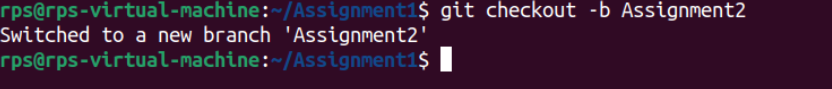 rps@rps-virtual-machine:~/Assignment1$ git checkout -b Assignment2
Switched to a new branch 'Assignment2'
rps@rps-virtual-machine:~/Assignment1$